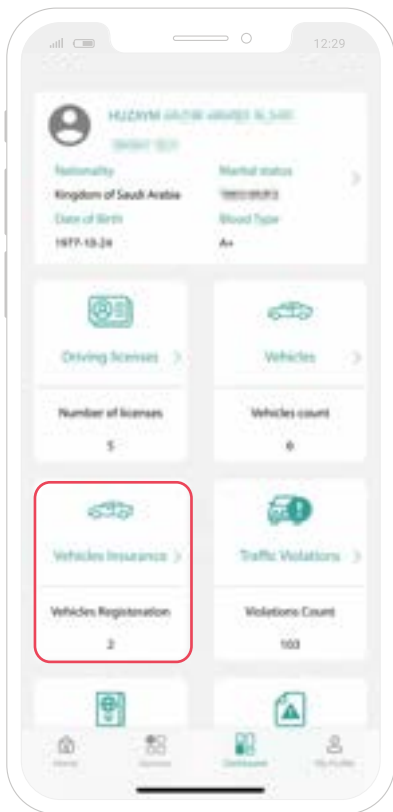 12:29
HUZAYM
Nationality Marital status
Kingdom of Saudi Arabia
Date of Birth Blood Type
1977-10-24 A+
Driving licenses Vehicles
Number of licenses Vehicles count
5 6
Vehicles Insurance Traffic Violations
Vehicles Registeration Violations Count
2 103
Home Services Dashboard My Profile